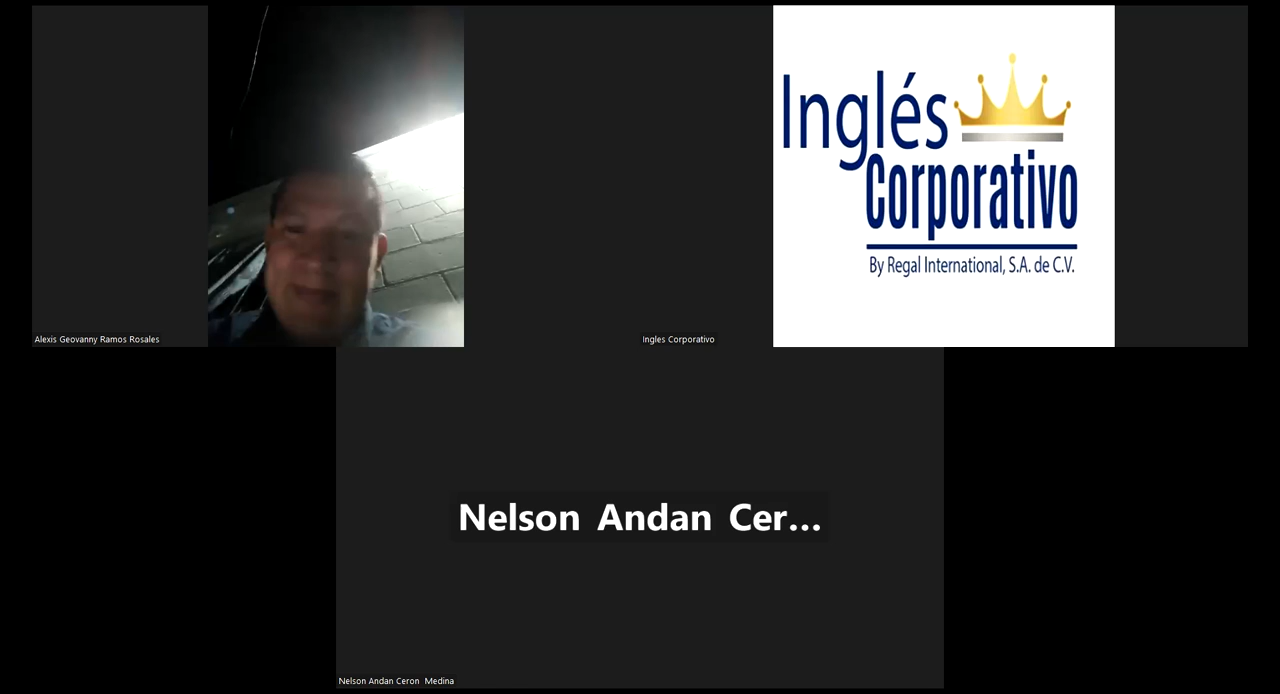 Inglés
Corporativo
By Regal International, S.A. de C.V.
Alexis Geovanny Ramos Rosales
Ingles Corporativo
Nelson Andan Cer...
Nelson Andan Ceron Medina